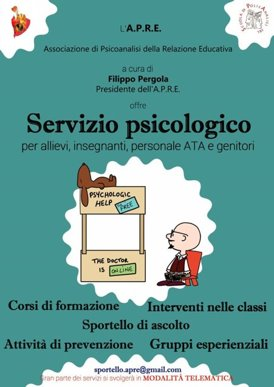 L'A.P.R.E.
Associazione di Psicoanalisi della Relazione Educativa
a cura di
Filippo Pergola
Presidente dell'A.P.R.E.
offre
Servizio psicologico
per allievi, insegnanti, personale ATA e genitori
PSYCHOLOGIC
HELP
FREE
THE DOCTOR
IS ONLINE
Corsi di formazione
Interventi nelle classi
Sportello di ascolto
Attività di prevenzione
Gruppi esperienziali
sportello.apre@gmail.com
Gran parte dei servizi si svolgerà in MODALITÀ TELEMATICA